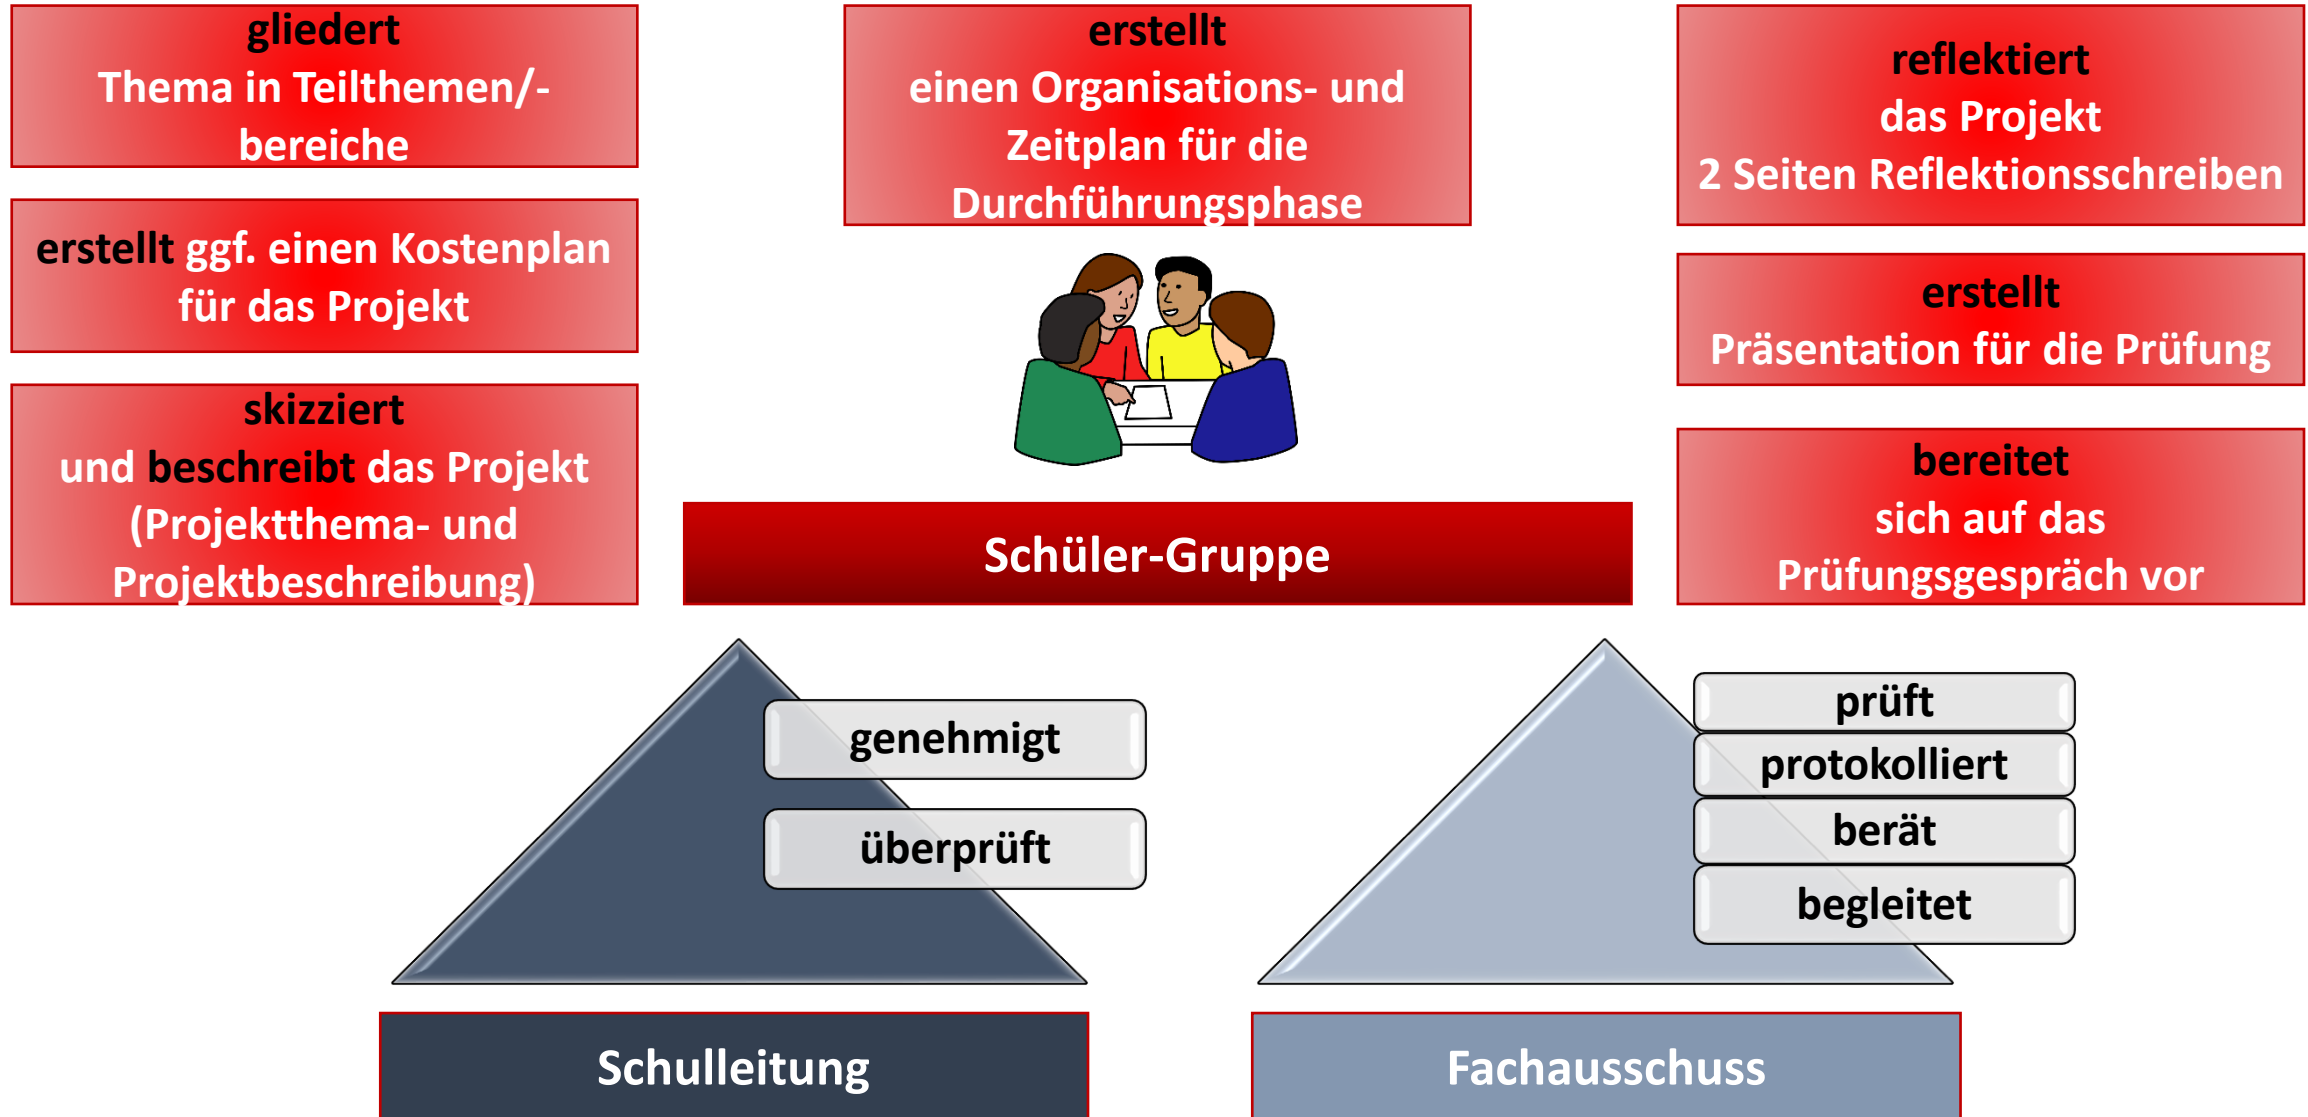 gliedert
Thema in Teilthemen/-
bereiche
erstellt ggf. einen Kostenplan
für das Projekt
skizziert
und beschreibt das Projekt
(Projektthema- und
Projektbeschreibung)
erstellt
einen Organisations- und
Zeitplan für die
Durchführungsphase
reflektiert
das Projekt
2 Seiten Reflektionsschreiben
erstellt
Präsentation für die Prüfung
bereitet
sich auf das
Prüfungsgespräch vor
Schüler-Gruppe
genehmigt
überprüft
Schulleitung
prüft
protokolliert
berät
begleitet
Fachausschuss